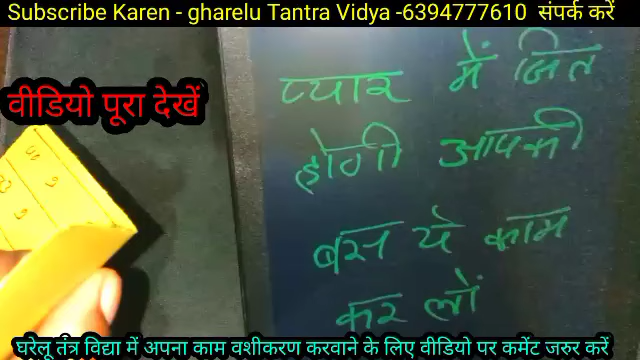 Subscribe Karen - gharelu Tantra Vidya -6394777610 संपर्क करें
वीडियो पूरा देखें
प्यार में जित
होगी आपकी
बस ये काम
कर लों
घरेलू तंत्र विद्या में अपना काम वशीकरण करवाने के लिए वीडियो पर कमेंट जरुर करें